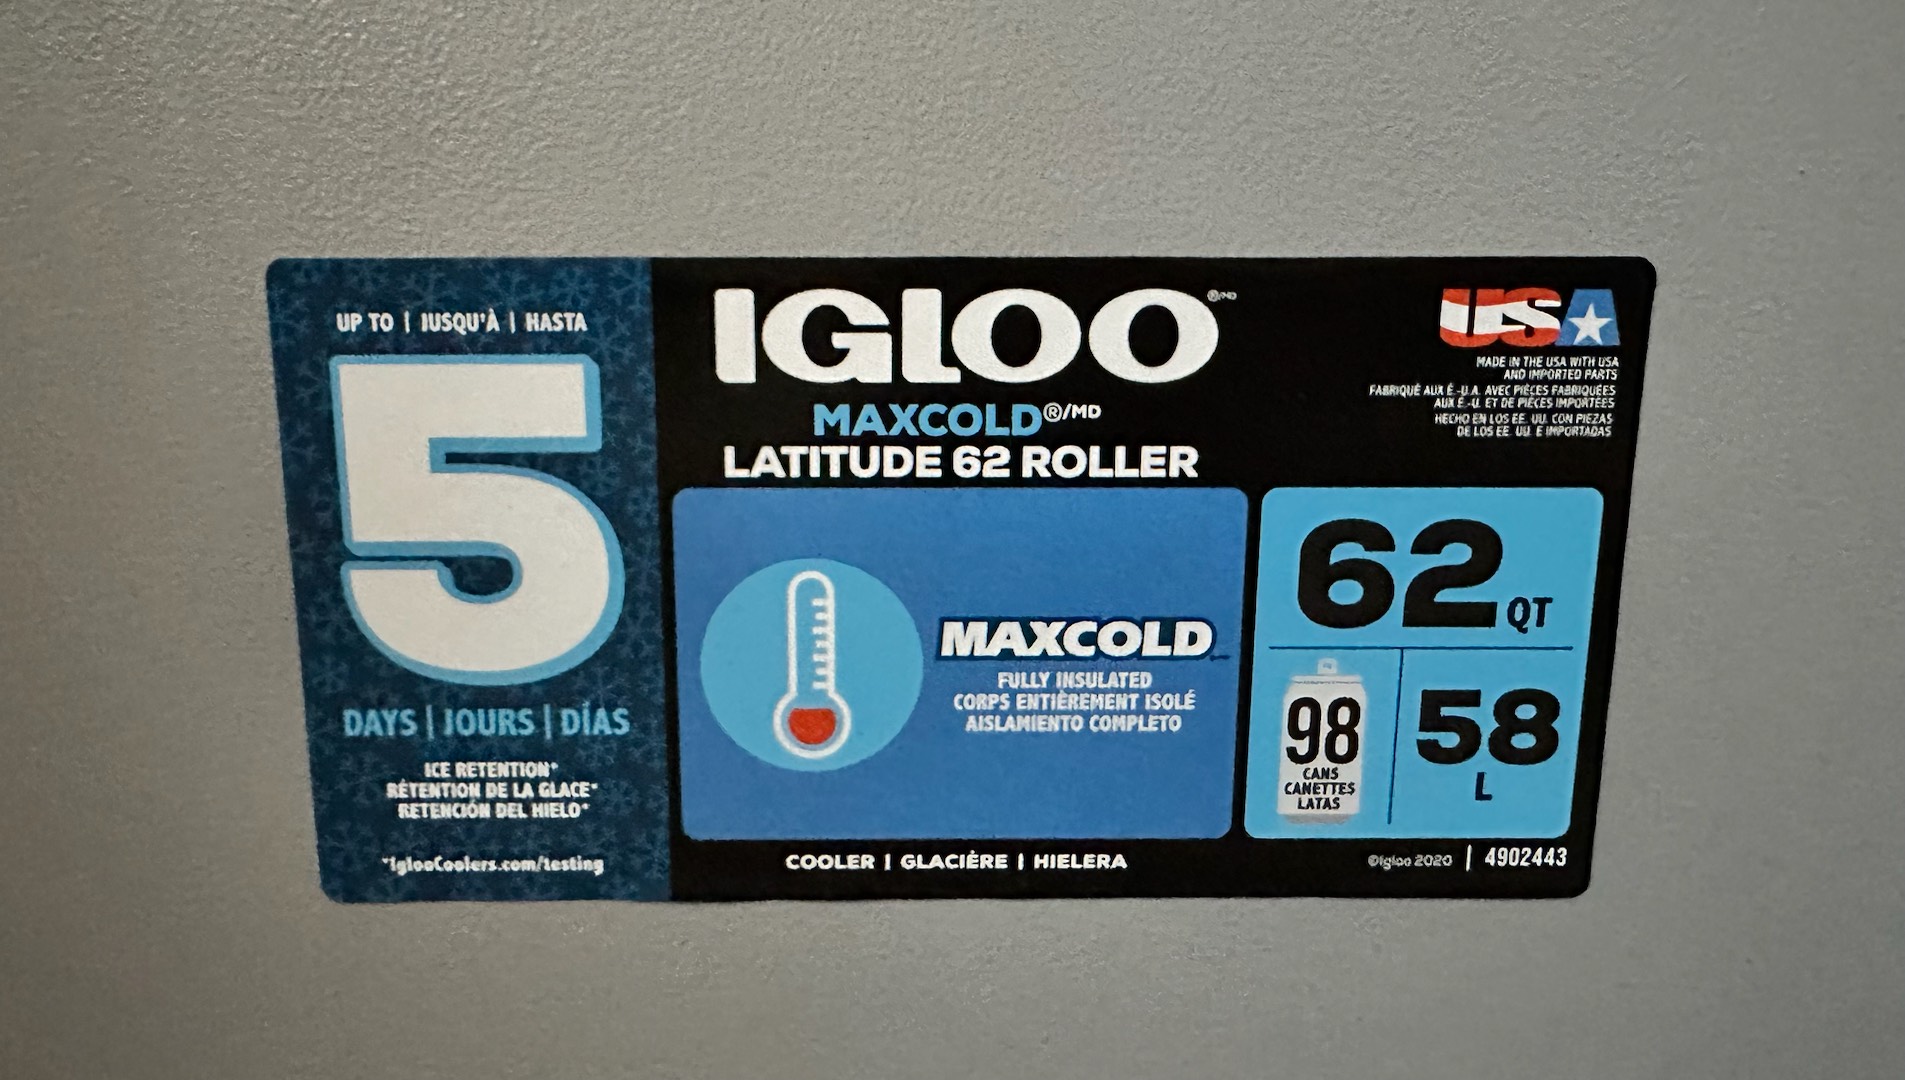 UP TO | JUSQU'À | HASTA
5
DAYS | JOURS | DÍAS
ICE RETENTION*
RÉTENTION DE LA GLACE*
RETENCIÓN DEL HIELO*
*IglooCoolers.com/testing
IGLOO®/MD
MAXCOLD®/MD
LATITUDE 62 ROLLER
MAXCOLD
FULLY INSULATED
CORPS ENTIÈREMENT ISOLÉ
AISLAMIENTO COMPLETO
COOLER | GLACIÈRE | HIELERA
USA
MADE IN THE USA WITH USA
AND IMPORTED PARTS
FABRIQUÉ AUX É.-U.A. AVEC PIÈCES FABRIQUÉES
AUX É.-U. ET DE PIÈCES IMPORTÉES
HECHO EN LOS EE. UU. CON PIEZAS
DE LOS EE. UU. E IMPORTADAS
62 QT
98
CANS
CANETTES
LATAS
58
L
©Igloo 2020 | 4902443